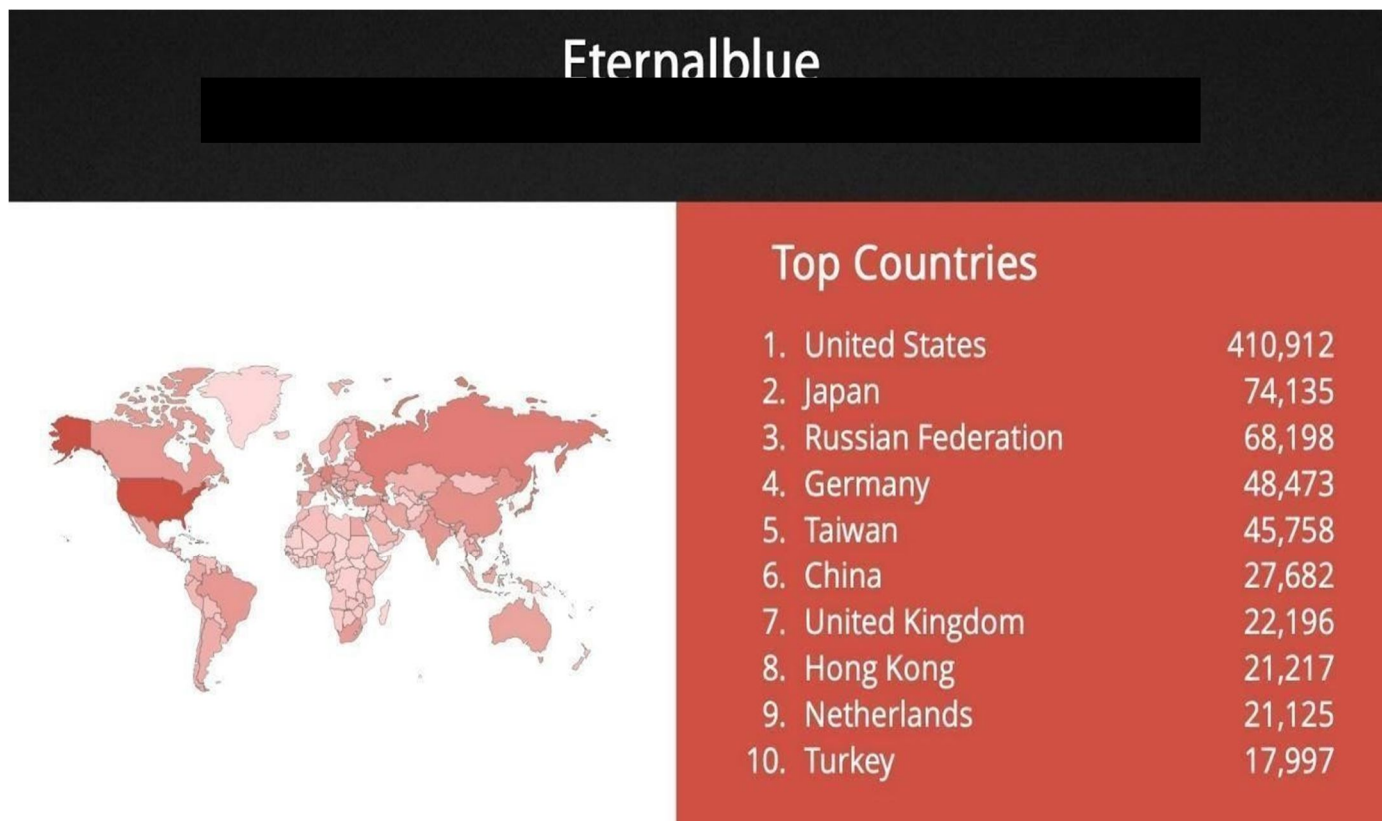 Eternalblue
Top Countries
1. United States 410,912
2. Japan 74,135
3. Russian Federation 68,198
4. Germany 48,473
5. Taiwan 45,758
6. China 27,682
7. United Kingdom 22,196
8. Hong Kong 21,217
9. Netherlands 21,125
10. Turkey 17,997